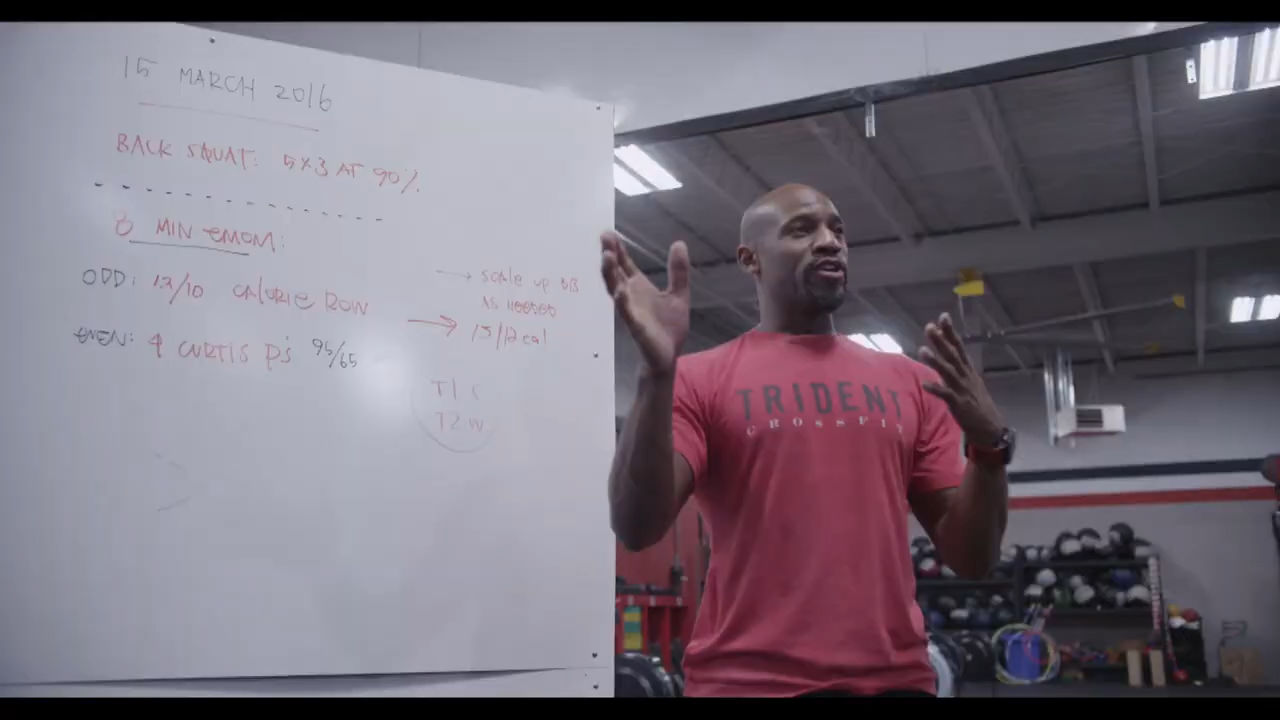 15 MARCH 2016
BACK SQUAT: 5x3 AT 90%.
8 MIN EMOM:
ODD: 13/10 CALORIE ROW
EVEN: 4 CURTIS P'S 95/65
→ scale up
AS NEEDED
→ 15/12 cal
TRIDENT
CROSSFIT